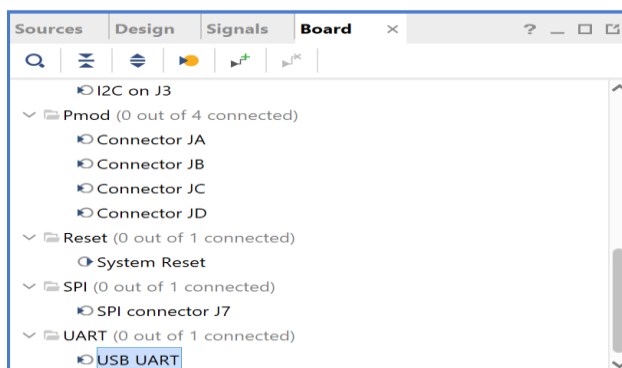 Sources Design Signals Board × ?
I2C on J3
Pmod (0 out of 4 connected)
Connector JA
Connector JB
Connector JC
Connector JD
Reset (0 out of 1 connected)
System Reset
SPI (0 out of 1 connected)
SPI connector J7
UART (0 out of 1 connected)
USB UART